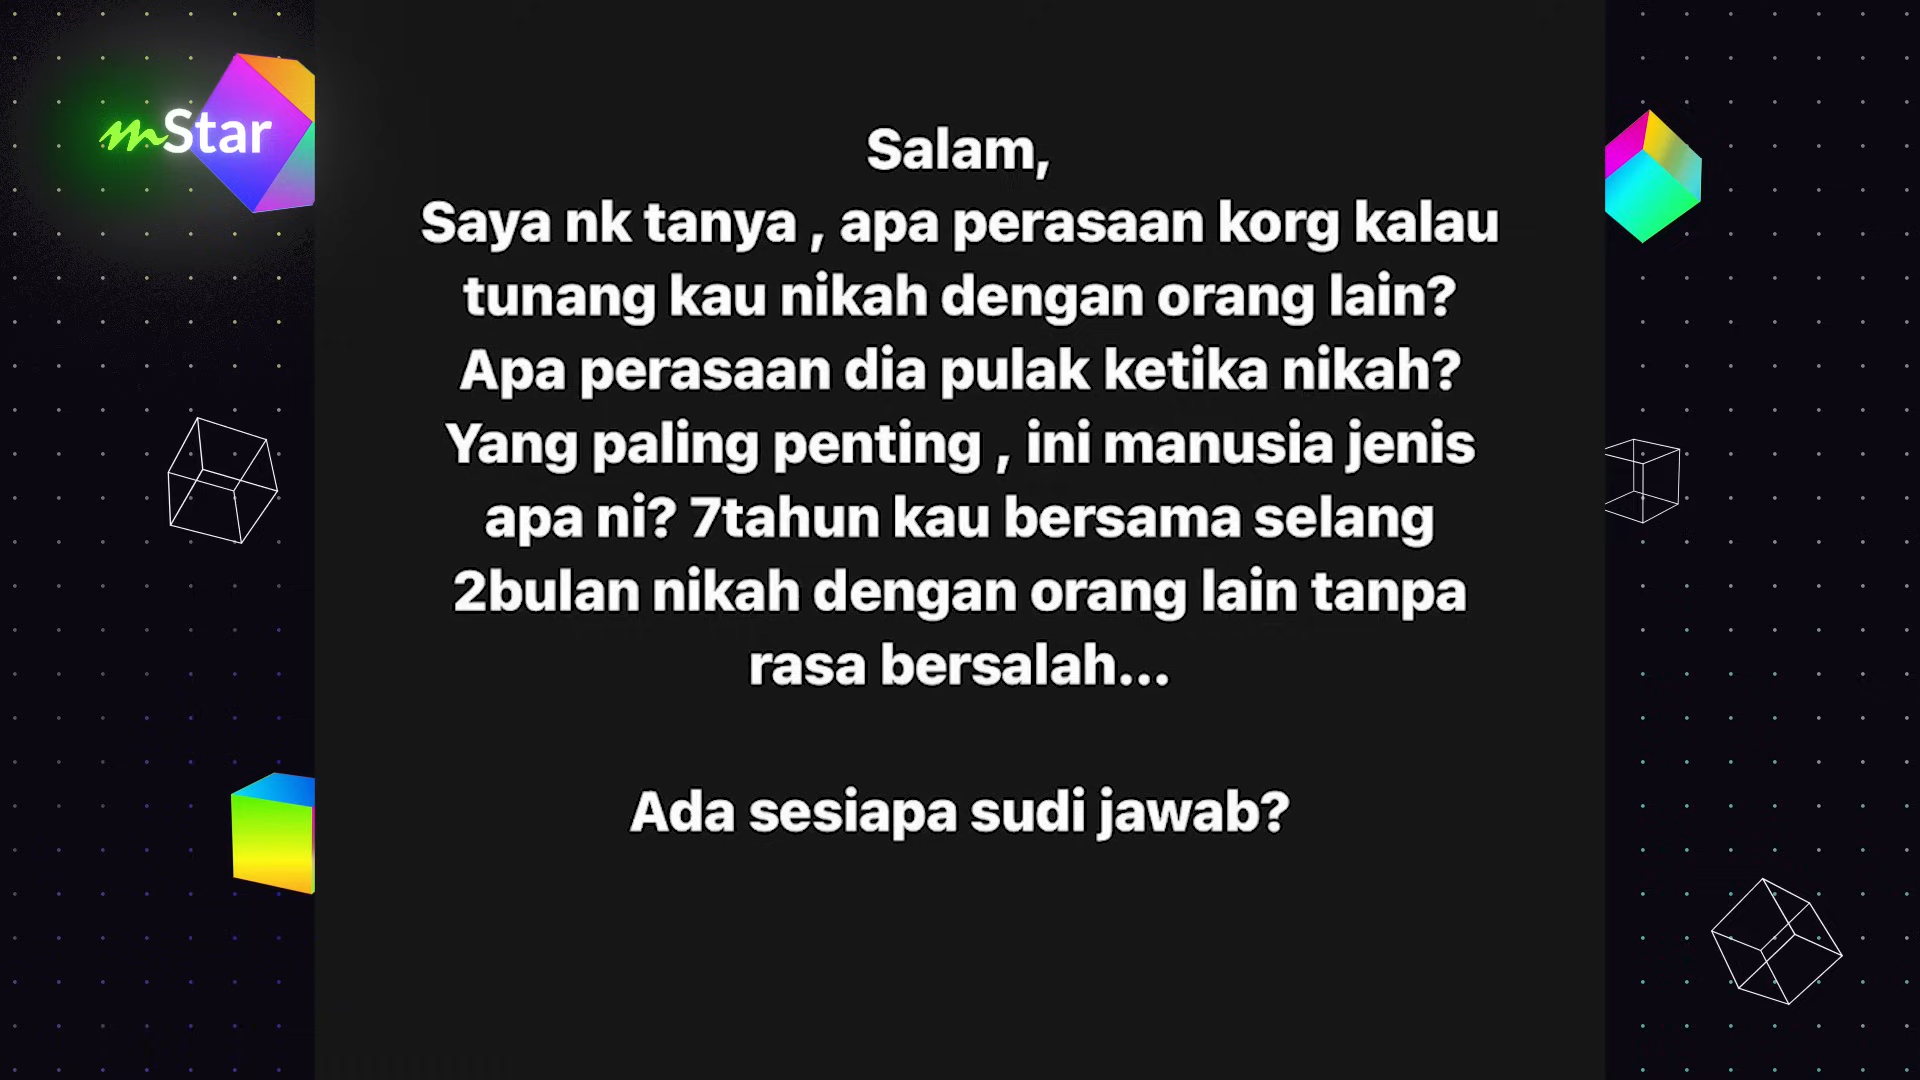 mStar
Salam,
Saya nk tanya , apa perasaan korg kalau
tunang kau nikah dengan orang lain?
Apa perasaan dia pulak ketika nikah?
Yang paling penting , ini manusia jenis
apa ni? 7tahun kau bersama selang
2bulan nikah dengan orang lain tanpa
rasa bersalah...
Ada sesiapa sudi jawab?